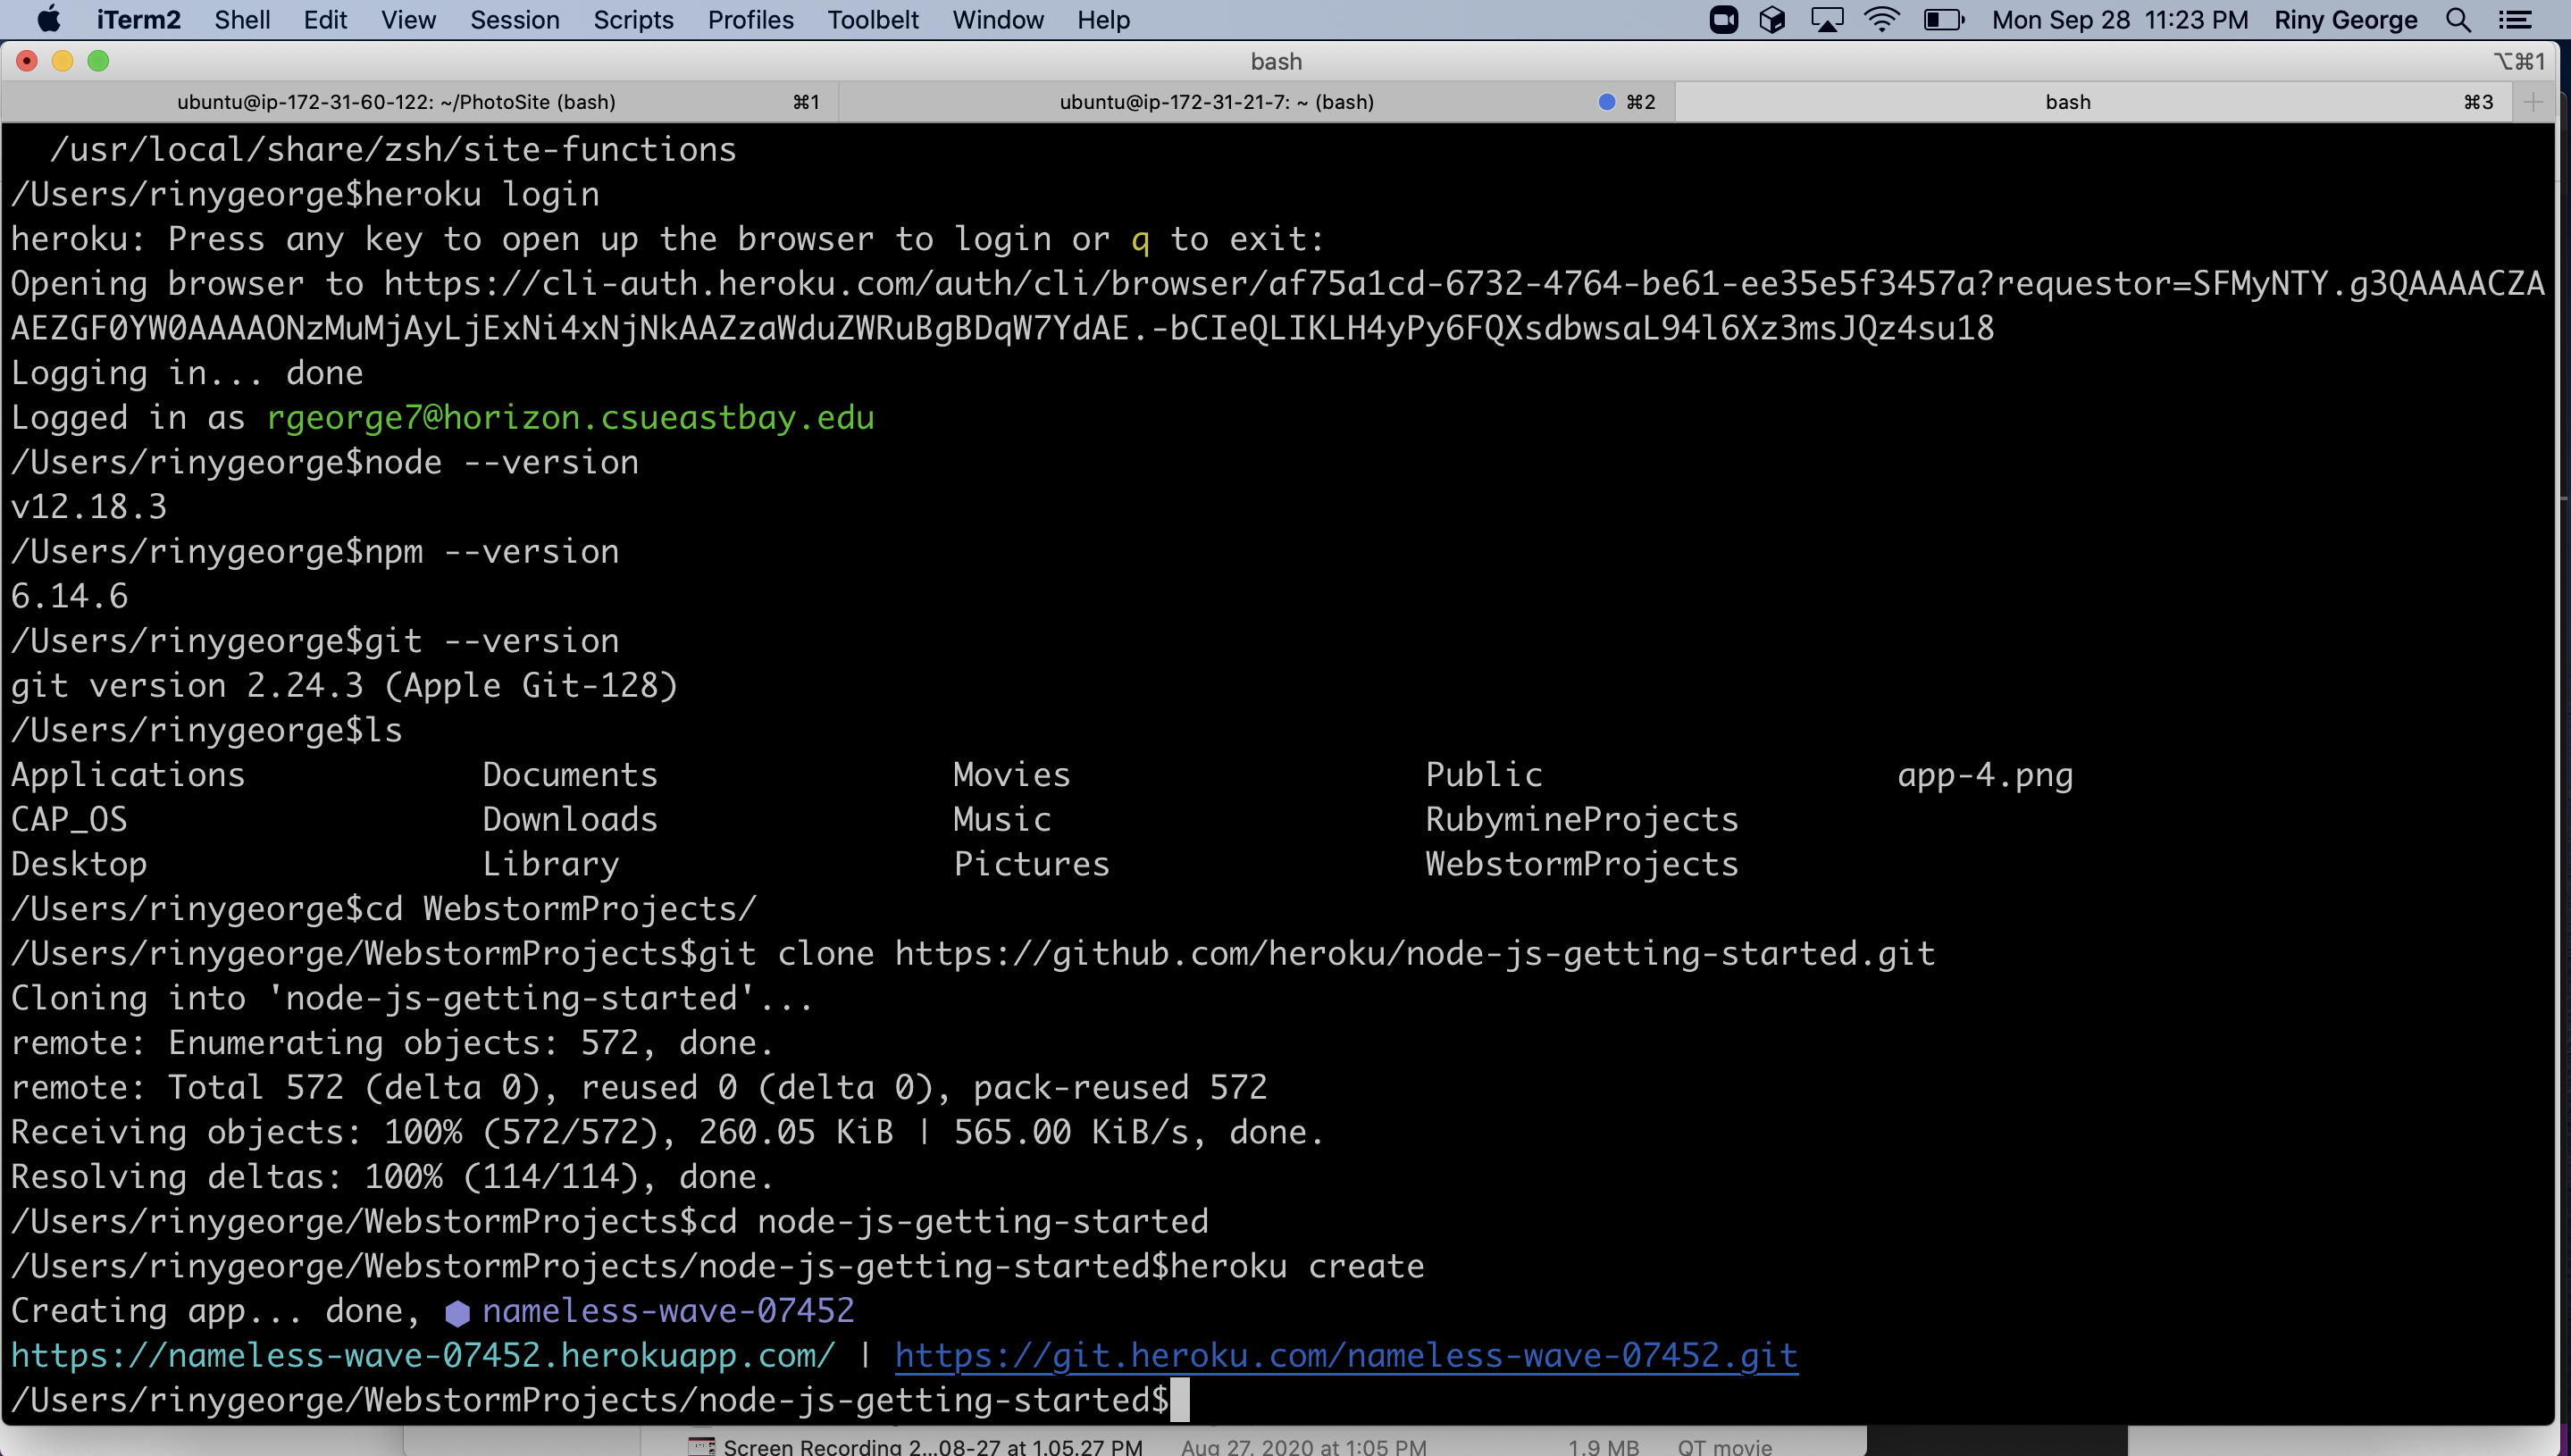 iTerm2 Shell Edit View Session Scripts Profiles Toolbelt Window Help Mon Sep 28 11:23 PM Riny George
bash ⌥⌘1
ubuntu@ip-172-31-60-122: ~/PhotoSite (bash) ⌘1 ubuntu@ip-172-31-21-7: ~ (bash) ⌘2 bash ⌘3
/usr/local/share/zsh/site-functions
/Users/rinygeorge$heroku login
heroku: Press any key to open up the browser to login or q to exit:
Opening browser to https://cli-auth.heroku.com/auth/cli/browser/af75a1cd-6732-4764-be61-ee35e5f3457a?requestor=SFMyNTY.g3QAAAACZA
AEZGF0YW0AAAAONzMuMjAyLjExNi4xNjNkAAZzaWduZWRuBgBDqW7YdAE.-bCIeQLIKLH4yPy6FQXsdbwsaL94l6Xz3msJQz4su18
Logging in... done
Logged in as rgeorge7@horizon.csueastbay.edu
/Users/rinygeorge$node --version
v12.18.3
/Users/rinygeorge$npm --version
6.14.6
/Users/rinygeorge$git --version
git version 2.24.3 (Apple Git-128)
/Users/rinygeorge$ls
Applications Documents Movies Public app-4.png
CAP_OS Downloads Music RubymineProjects
Desktop Library Pictures WebstormProjects
/Users/rinygeorge$cd WebstormProjects/
/Users/rinygeorge/WebstormProjects$git clone https://github.com/heroku/node-js-getting-started.git
Cloning into 'node-js-getting-started'...
remote: Enumerating objects: 572, done.
remote: Total 572 (delta 0), reused 0 (delta 0), pack-reused 572
Receiving objects: 100% (572/572), 260.05 KiB | 565.00 KiB/s, done.
Resolving deltas: 100% (114/114), done.
/Users/rinygeorge/WebstormProjects$cd node-js-getting-started
/Users/rinygeorge/WebstormProjects/node-js-getting-started$heroku create
Creating app... done, ⬢ nameless-wave-07452
https://nameless-wave-07452.herokuapp.com/ | https://git.heroku.com/nameless-wave-07452.git
/Users/rinygeorge/WebstormProjects/node-js-getting-started$
Screen Recording 2...08-27 at 1.05.27 PM Aug 27, 2020 at 1:05 PM 1.9 MB QT movie